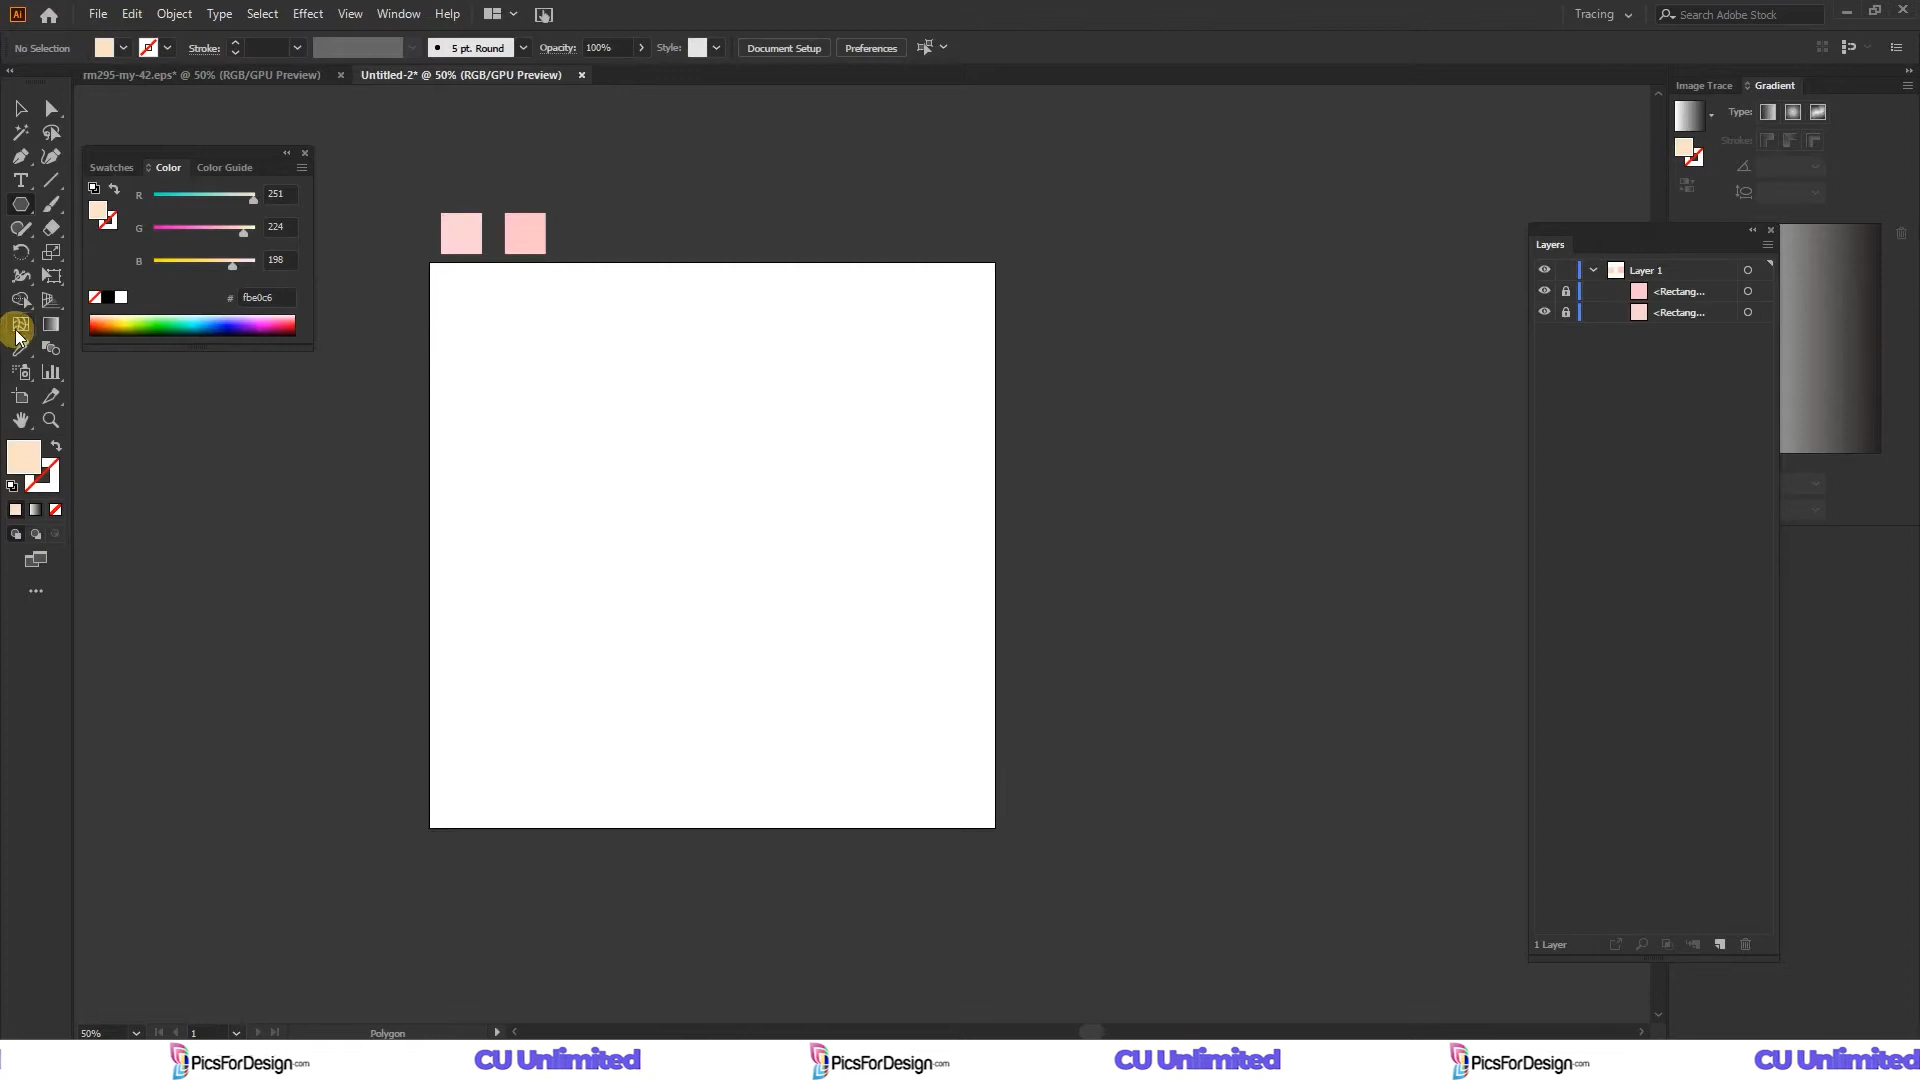 Ai File Edit Object Type Select Effect View Window Help Tracing Search Adobe Stock
No Selection Stroke: 5 pt. Round Opacity: 100% Style: Document Setup Preferences
rm295-my-42.eps* @ 50% (RGB/GPU Preview) × Untitled-2* @ 50% (RGB/GPU Preview) ×
Image Trace Gradient
Type:
Stroke:
Swatches Color Color Guide
R 251
G 224
B 198
# fbe0c6
Layers
Layer 1
<Rectang...
<Rectang...
1 Layer
50% 1 Polygon
PicsForDesign.com CU Unlimited PicsForDesign.com CU Unlimited PicsForDesign.com CU Unlimited